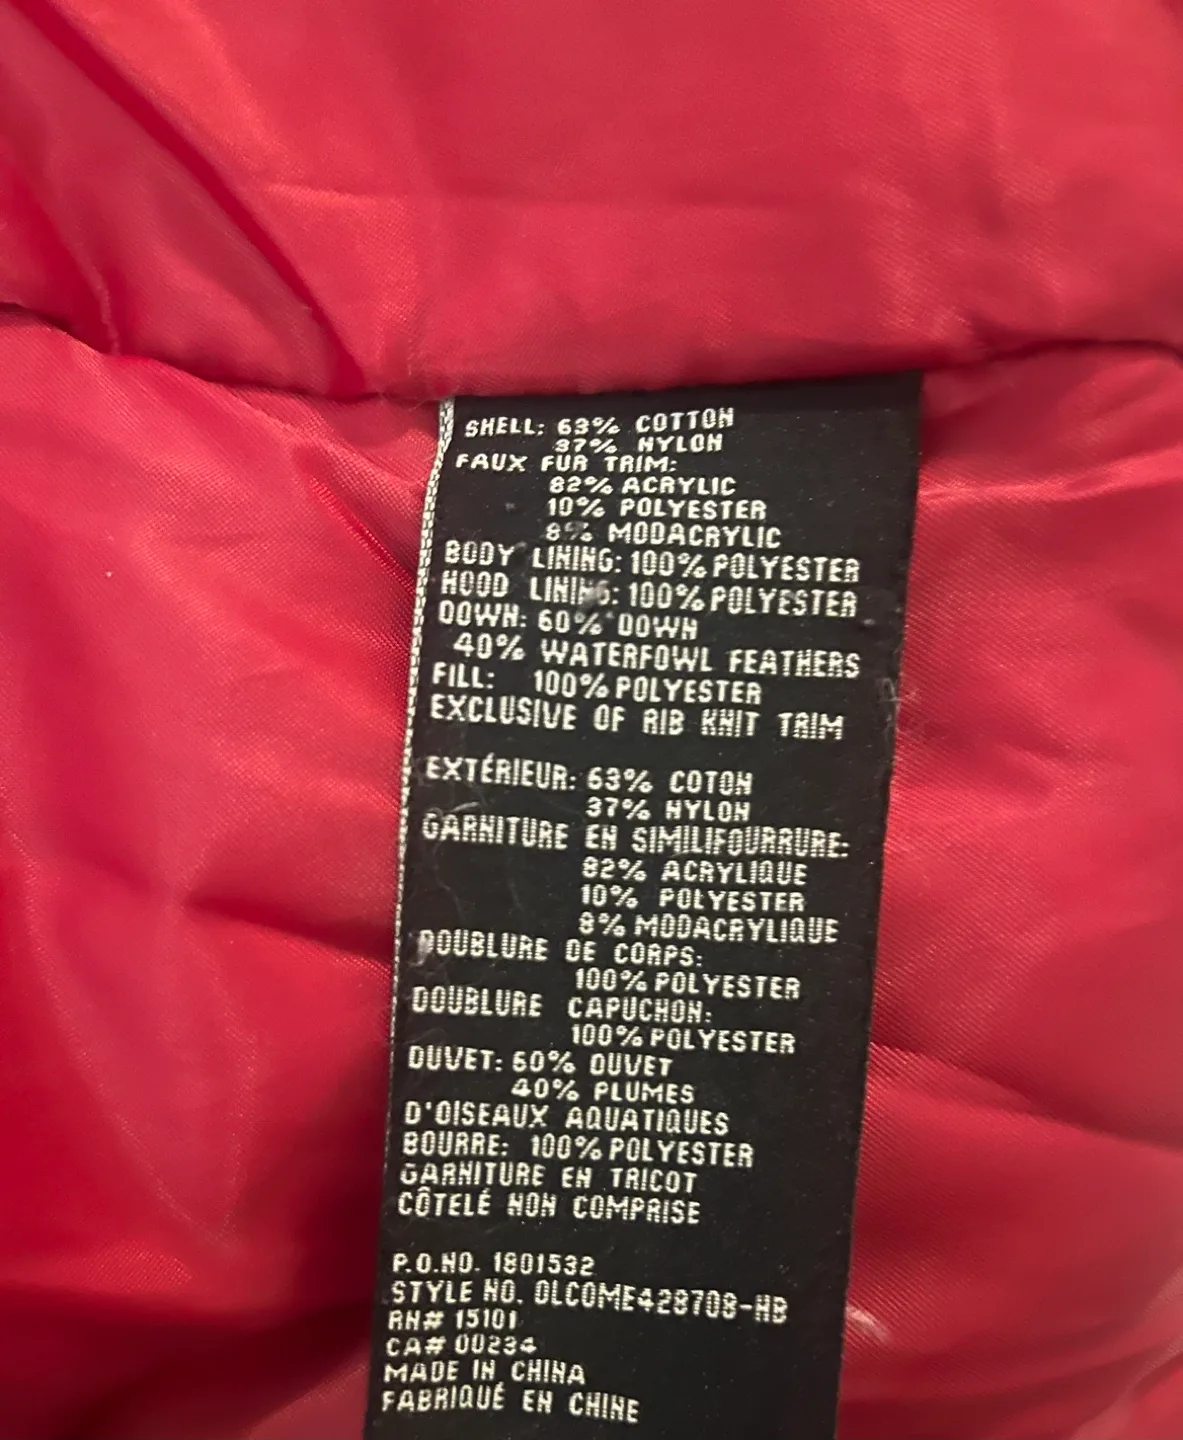 SHELL: 63% COTTON
37% NYLON
FAUX FUR TRIM:
82% ACRYLIC
10% POLYESTER
8% MODACRYLIC
BODY LINING: 100% POLYESTER
HOOD LINING: 100% POLYESTER
DOWN: 60% DOWN
40% WATERFOWL FEATHERS
FILL: 100% POLYESTER
EXCLUSIVE OF RIB KNIT TRIM
EXTÉRIEUR: 63% COTON
37% NYLON
GARNITURE EN SIMILIFOURRURE:
82% ACRYLIQUE
10% POLYESTER
8% MODACRYLIQUE
DOUBLURE DE CORPS:
100% POLYESTER
DOUBLURE CAPUCHON:
100% POLYESTER
DUVET: 60% DUVET
40% PLUMES
D'OISEAUX AQUATIQUES
BOURRE: 100% POLYESTER
GARNITURE EN TRICOT
CÔTELÉ NON COMPRISE
P.O.NO. 1801532
STYLE NO. OLCOME428708-HB
RN# 15101
CA# 00234
MADE IN CHINA
FABRIQUÉ EN CHINE